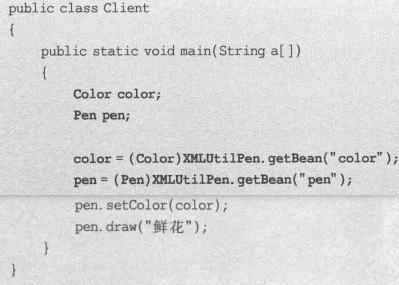 public class Client
{
    public static void main(String a[])
    {
        Color color;
        Pen pen;

        color = (Color)XMLUtilPen.getBean("color");
        pen = (Pen)XMLUtilPen.getBean("pen");
        pen.setColor(color);
        pen.draw("鲜花");
    }
}